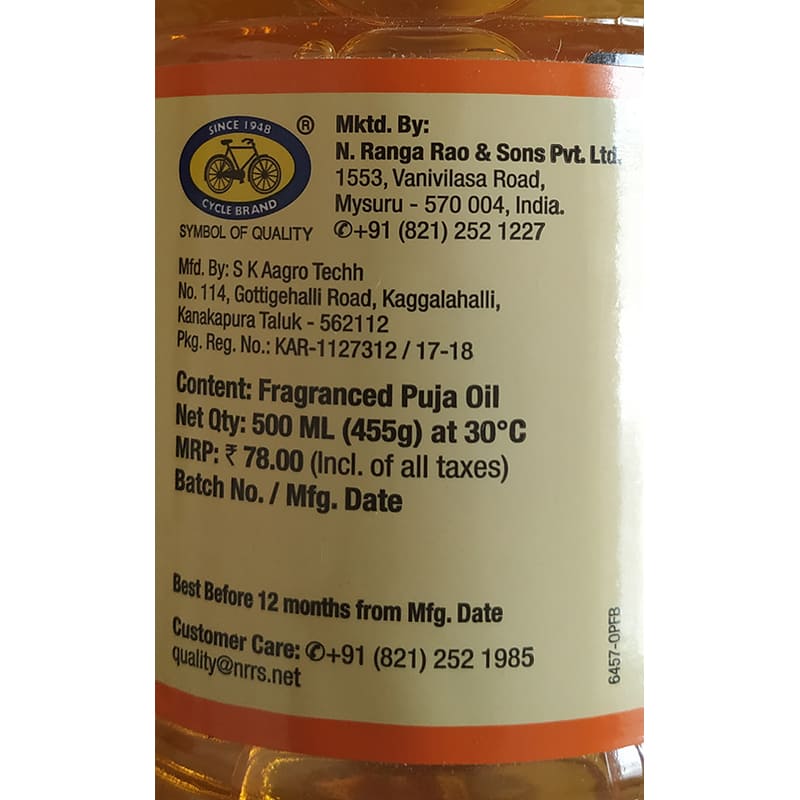 SINCE 1948
CYCLE BRAND
®
SYMBOL OF QUALITY
Mktd. By:
N. Ranga Rao & Sons Pvt. Ltd.
1553, Vanivilasa Road,
Mysuru - 570 004, India.
✆+91 (821) 252 1227
Mfd. By: S K Aagro Techh
No. 114, Gottigehalli Road, Kaggalahalli,
Kanakapura Taluk - 562112
Pkg. Reg. No.: KAR-1127312 / 17-18
Content: Fragranced Puja Oil
Net Qty: 500 ML (455g) at 30°C
MRP: ₹ 78.00 (Incl. of all taxes)
Batch No. / Mfg. Date
Best Before 12 months from Mfg. Date
Customer Care: ✆+91 (821) 252 1985
quality@nrrs.net
6457-OPFB